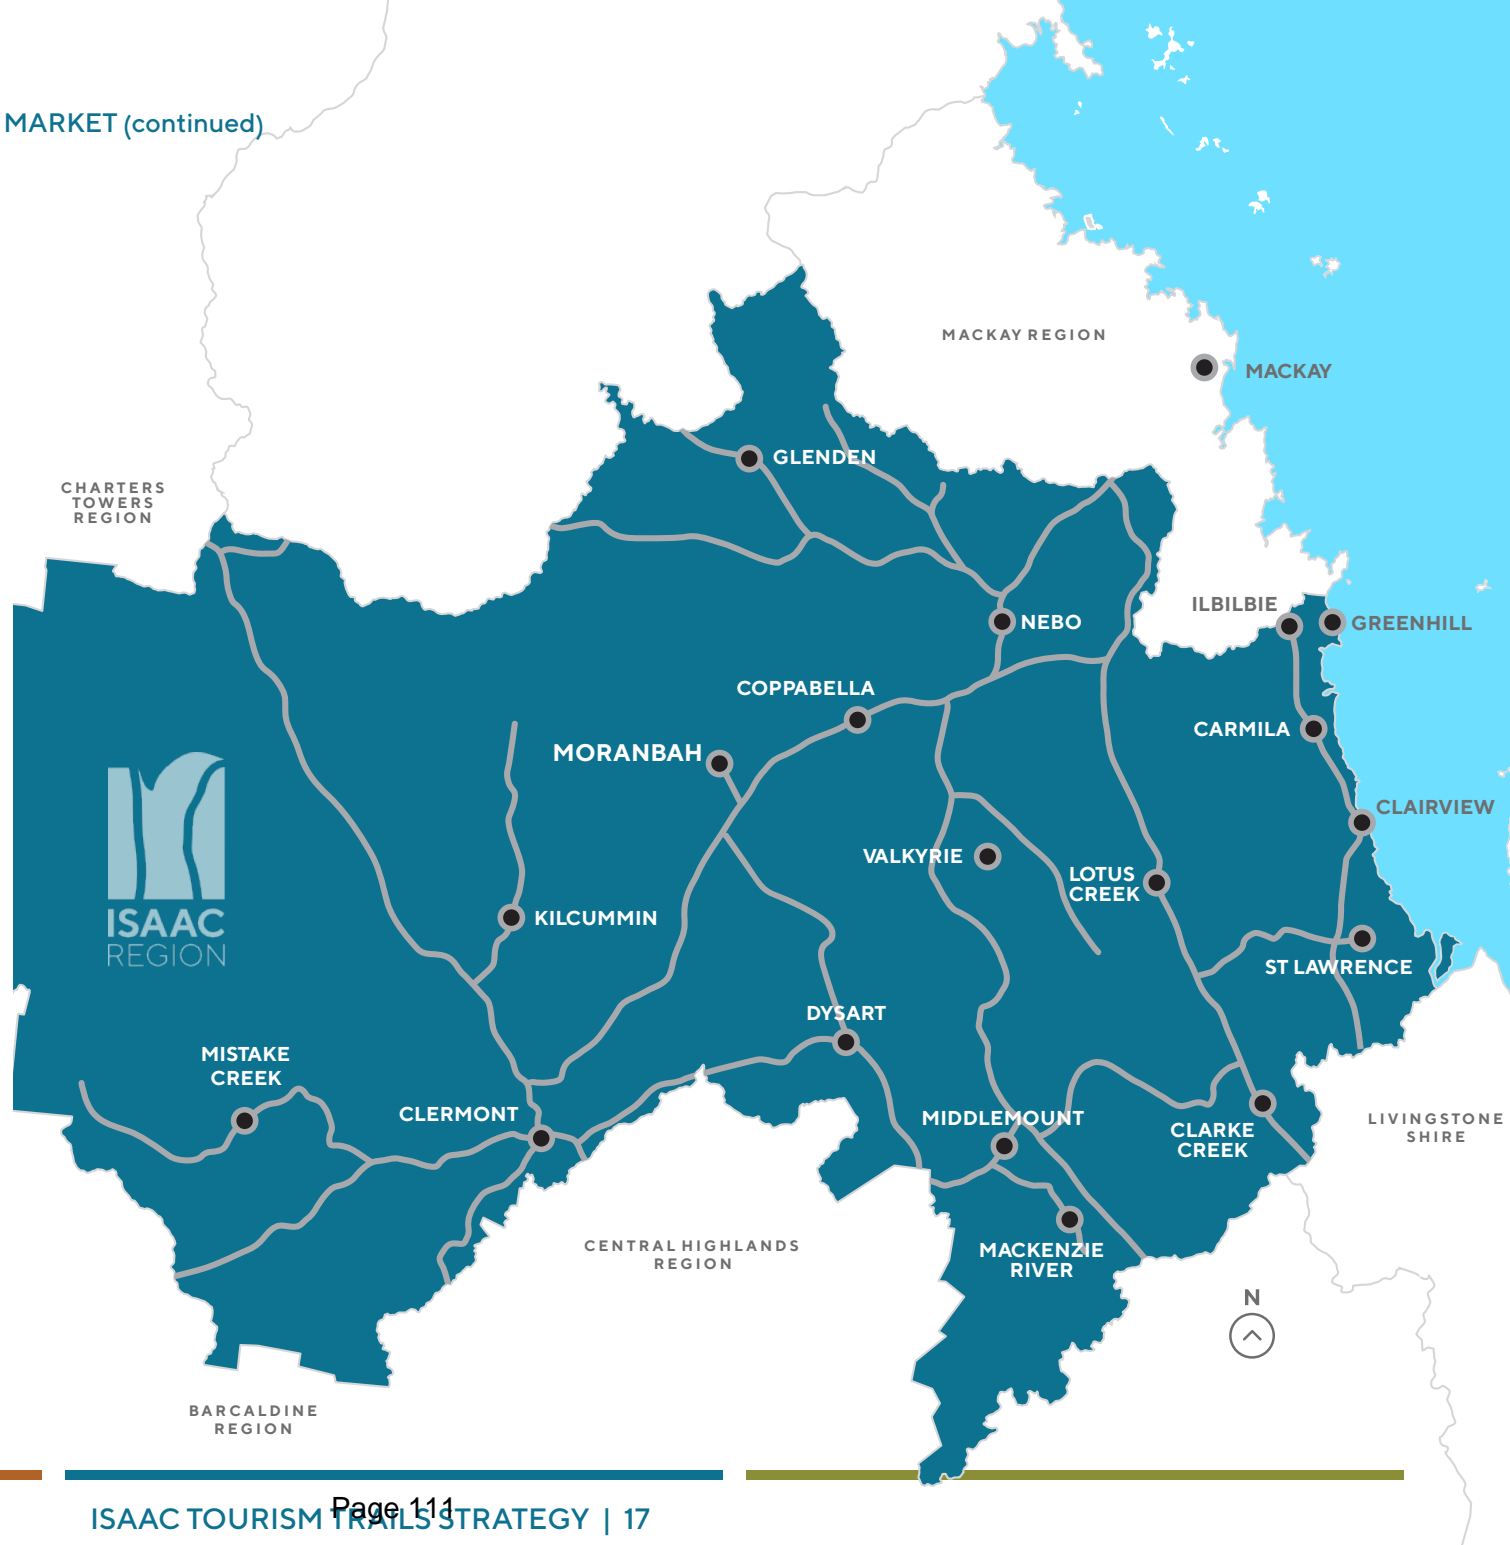 MARKET (continued)
MACKAY REGION
MACKAY
GLENDEN
CHARTERS
TOWERS
REGION
ILBILBIE
GREENHILL
NEBO
COPPABELLA
CARMILA
MORANBAH
CLAIRVIEW
VALKYRIE
LOTUS
CREEK
ISAAC
REGION
KILCUMMIN
ST LAWRENCE
DYSART
MISTAKE
CREEK
CLERMONT
MIDDLEMOUNT
CLARKE
CREEK
LIVINGSTONE
SHIRE
CENTRAL HIGHLANDS
REGION
MACKENZIE
RIVER
N
BARCALDINE
REGION
Page 111
ISAAC TOURISM TRAILS STRATEGY | 17